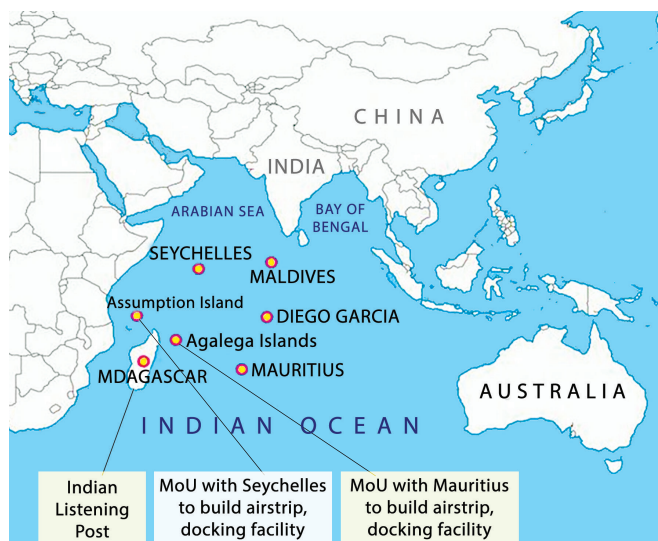 CHINA
INDIA
ARABIAN SEA
BAY OF
BENGAL
SEYCHELLES
MALDIVES
Assumption Island
DIEGO GARCIA
Agalega Islands
MDAGASCAR
MAURITIUS
AUSTRALIA
INDIAN OCEAN
Indian
Listening
Post
MoU with Seychelles
to build airstrip,
docking facility
MoU with Mauritius
to build airstrip,
docking facility